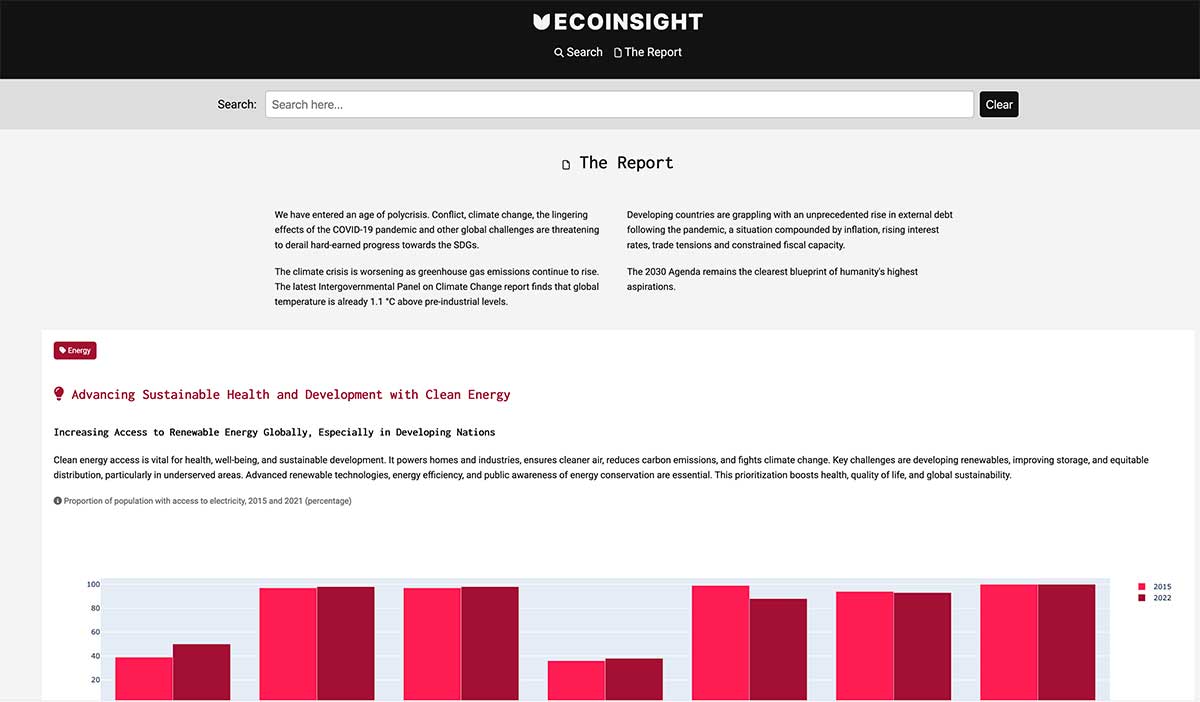 ECOINSIGHT
Search The Report
Search: Search here... Clear
The Report
We have entered an age of polycrisis. Conflict, climate change, the lingering
effects of the COVID-19 pandemic and other global challenges are threatening
to derail hard-earned progress towards the SDGs.
The climate crisis is worsening as greenhouse gas emissions continue to rise.
The latest Intergovernmental Panel on Climate Change report finds that global
temperature is already 1.1 °C above pre-industrial levels.
Developing countries are grappling with an unprecedented rise in external debt
following the pandemic, a situation compounded by inflation, rising interest
rates, trade tensions and constrained fiscal capacity.
The 2030 Agenda remains the clearest blueprint of humanity's highest
aspirations.
Energy
Advancing Sustainable Health and Development with Clean Energy
Increasing Access to Renewable Energy Globally, Especially in Developing Nations
Clean energy access is vital for health, well-being, and sustainable development. It powers homes and industries, ensures cleaner air, reduces carbon emissions, and fights climate change. Key challenges are developing renewables, improving storage, and equitable
distribution, particularly in underserved areas. Advanced renewable technologies, energy efficiency, and public awareness of energy conservation are essential. This prioritization boosts health, quality of life, and global sustainability.
Proportion of population with access to electricity, 2015 and 2021 (percentage)
100
80
60
40
20
2015
2022